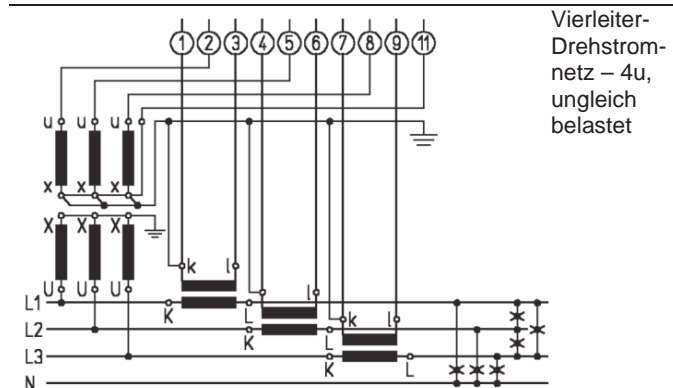 1 2 3 4 5 6 7 8 9 11
Vierleiter-
Drehstrom-
netz – 4u,
ungleich
belastet
u u u
x x x
X X X
U U U
k l
l
k l
L1
K L
L2
K L
L3
K L
N